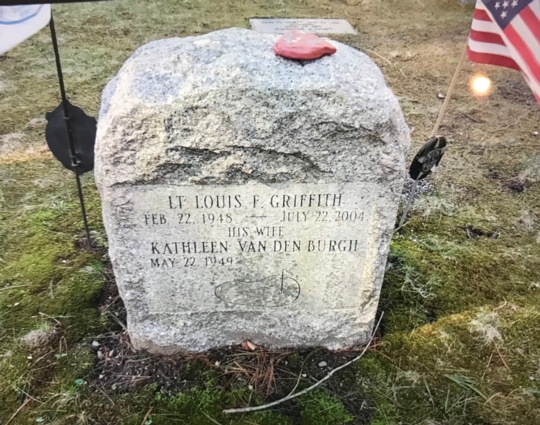 LT LOUIS F. GRIFFITH
FEB. 22, 1948 — JULY 22, 2004
HIS WIFE
KATHLEEN VAN DEN BURGH
MAY 22, 1949